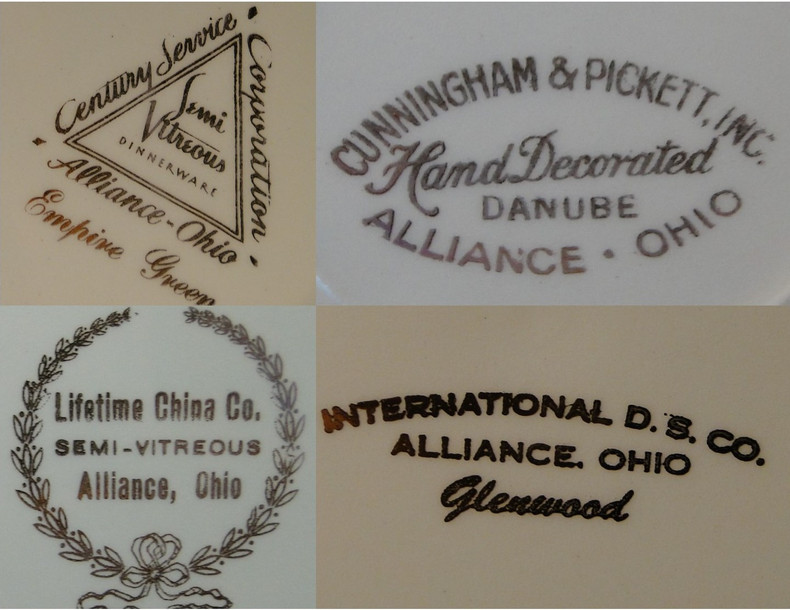 Century Service
Corporation
Semi
Vitreous
DINNERWARE
Alliance-Ohio
Empire Green
CUNNINGHAM & PICKETT, INC.
Hand Decorated
DANUBE
ALLIANCE • OHIO
Lifetime China Co.
SEMI-VITREOUS
Alliance, Ohio
INTERNATIONAL D. S. CO.
ALLIANCE. OHIO
Glenwood